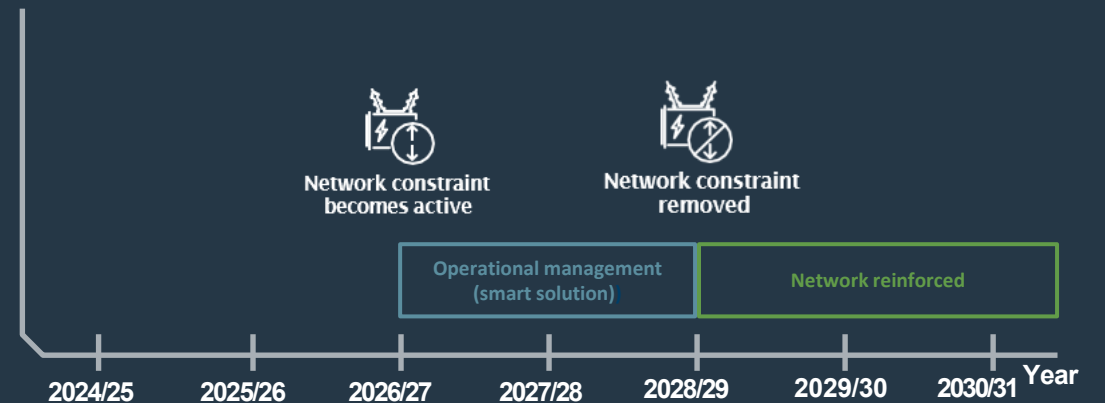 Network constraint
becomes active
Network constraint
removed
Operational management
(smart solution))
Network reinforced
2024/25
2025/26
2026/27
2027/28
2028/29
2029/30
2030/31
Year